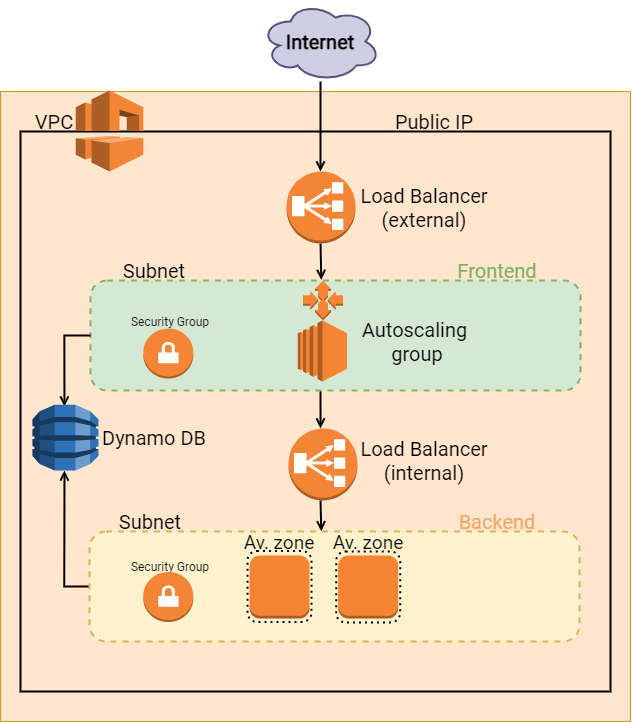 Internet
VPC
Public IP
Load Balancer
(external)
Subnet
Frontend
Security Group
Autoscaling
group
Dynamo DB
Load Balancer
(internal)
Subnet
Backend
Av. zone
Av. zone
Security Group